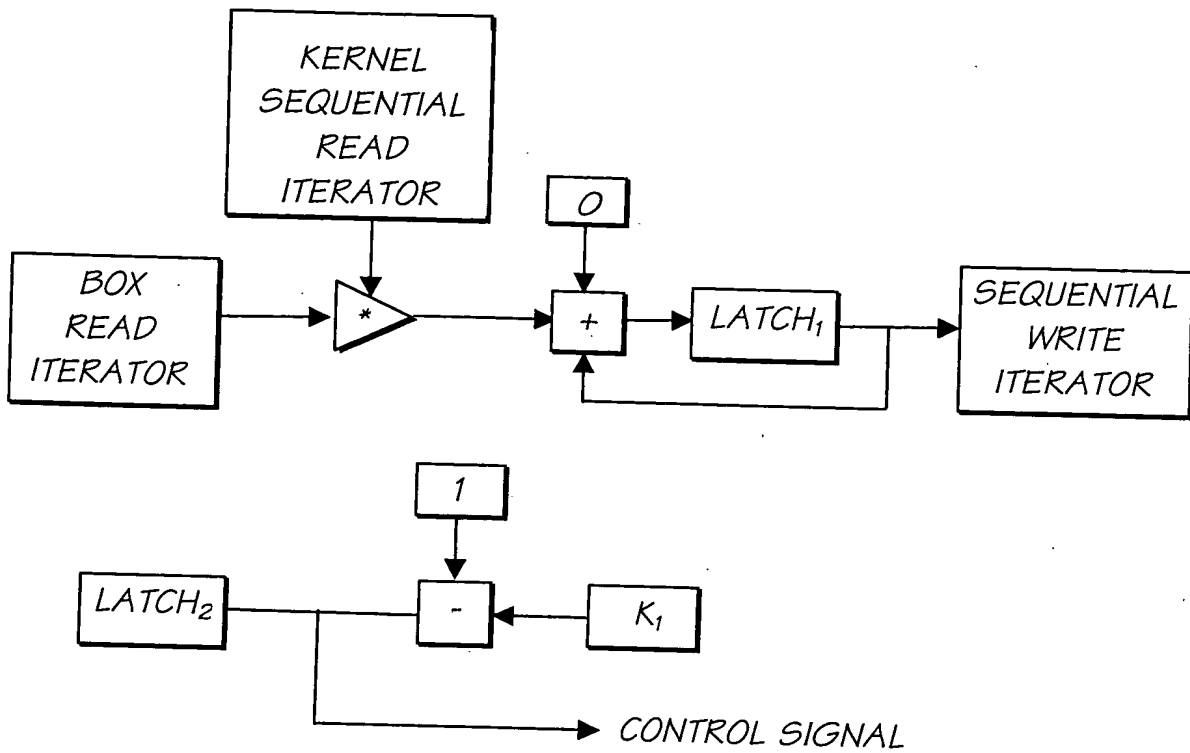 KERNEL
SEQUENTIAL
READ
ITERATOR
0
BOX
READ
ITERATOR
*
+
LATCH₁
SEQUENTIAL
WRITE
ITERATOR
1
LATCH₂
-
K₁
CONTROL SIGNAL